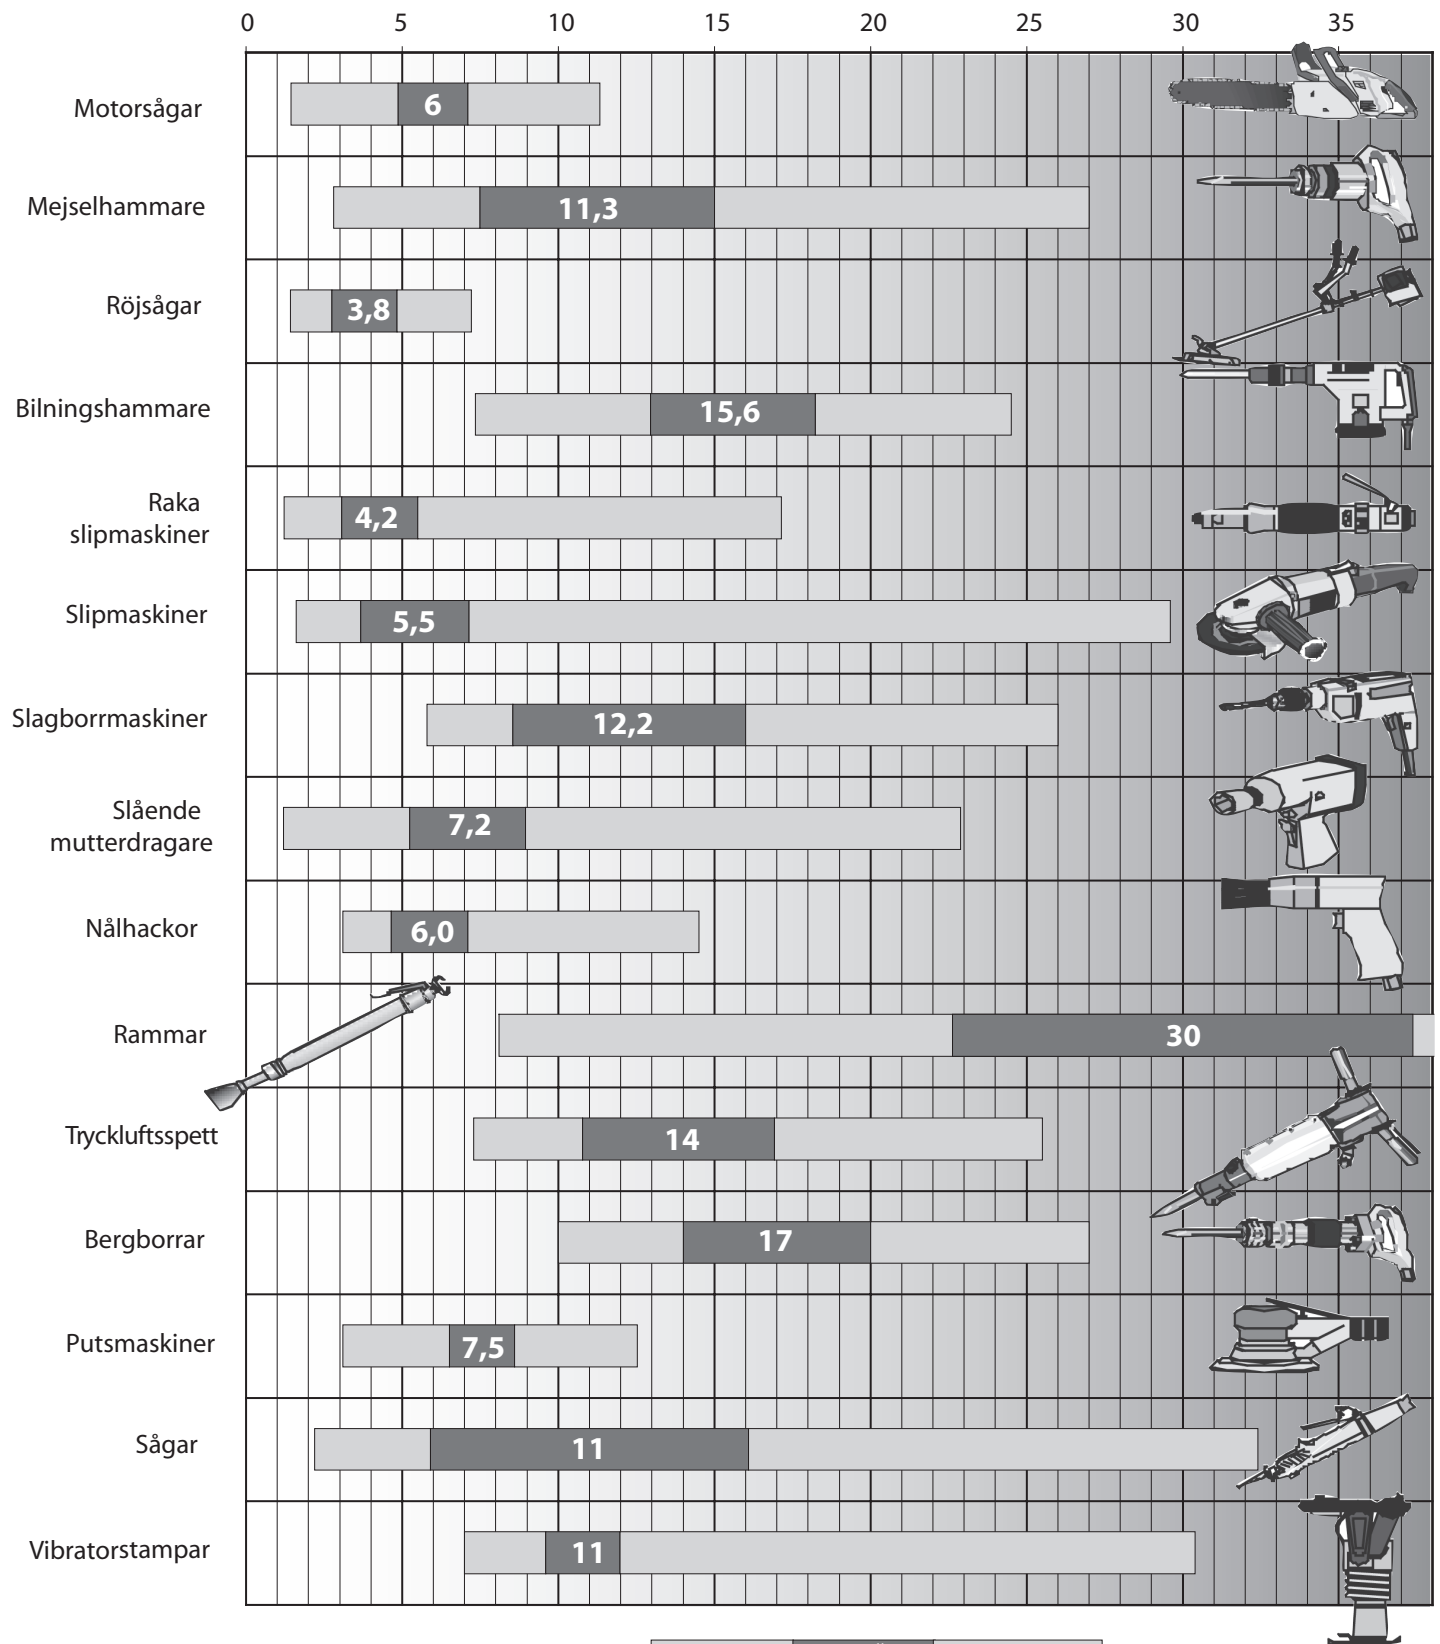 0 5 10 15 20 25 30 35
Motorsågar 6
Mejselhammare 11,3
Röjsågar 3,8
Bilningshammare 15,6
Raka
slipmaskiner 4,2
Slipmaskiner 5,5
Slagborrmaskiner 12,2
Slående
mutterdragare 7,2
Nålhackor 6,0
Rammar 30
Tryckluftsspett 14
Bergborrar 17
Putsmaskiner 7,5
Sågar 11
Vibratorstampar 11